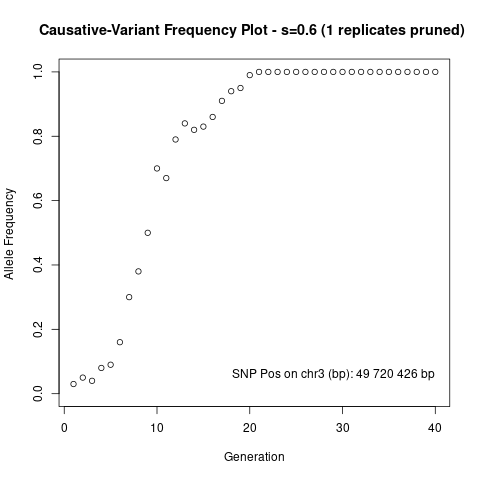 Causative-Variant Frequency Plot - s=0.6 (1 replicates pruned)
1.0
0.8
0.6
0.4
0.2
0.0
Allele Frequency
SNP Pos on chr3 (bp): 49 720 426 bp
0 10 20 30 40
Generation